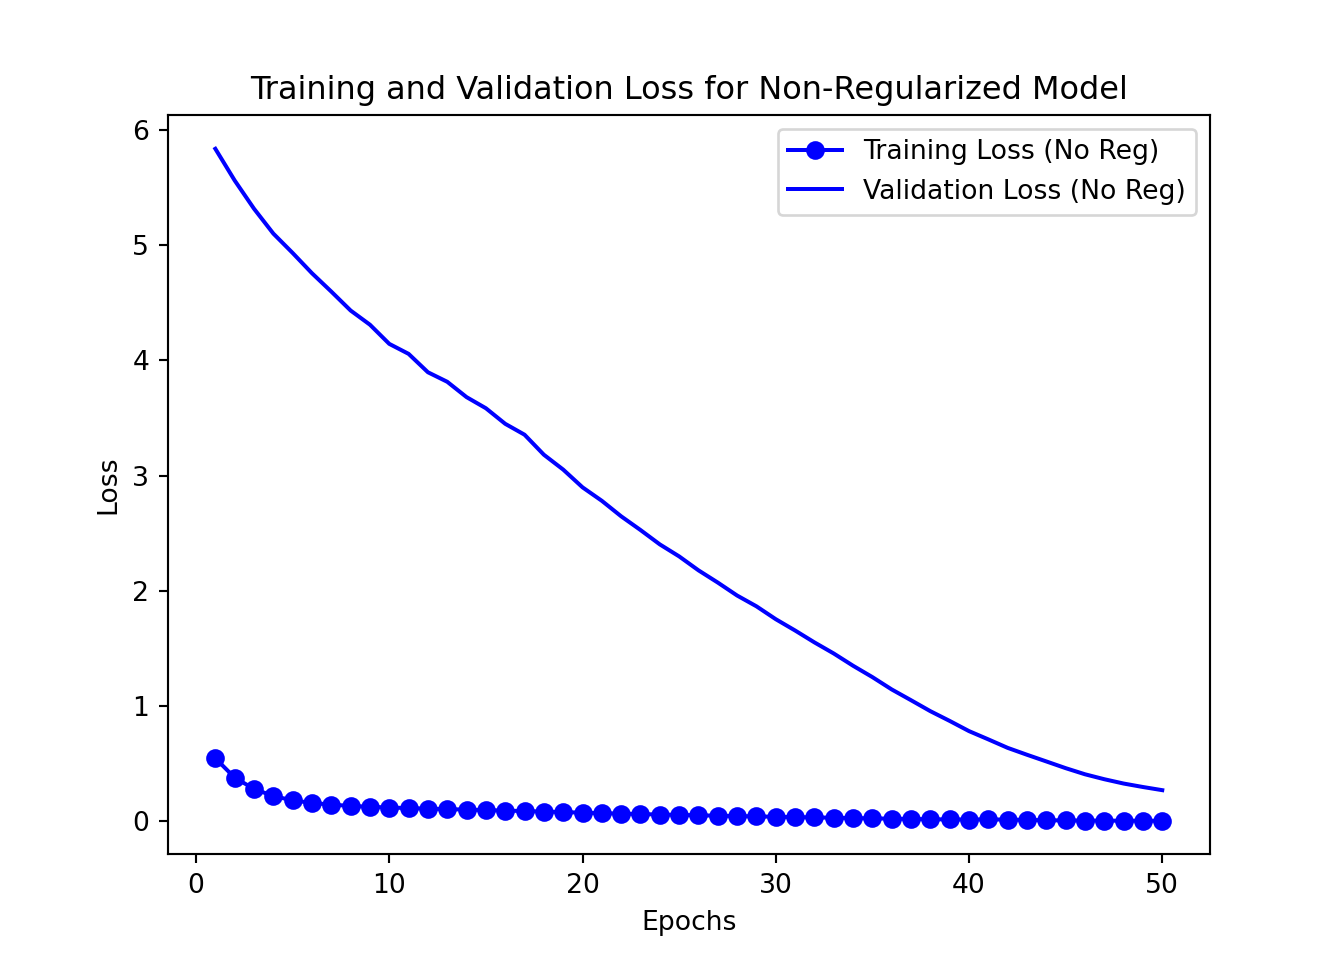 Training and Validation Loss for Non-Regularized Model
Training Loss (No Reg)
Validation Loss (No Reg)
6
5
4
3
2
1
0
Loss
0 10 20 30 40 50
Epochs